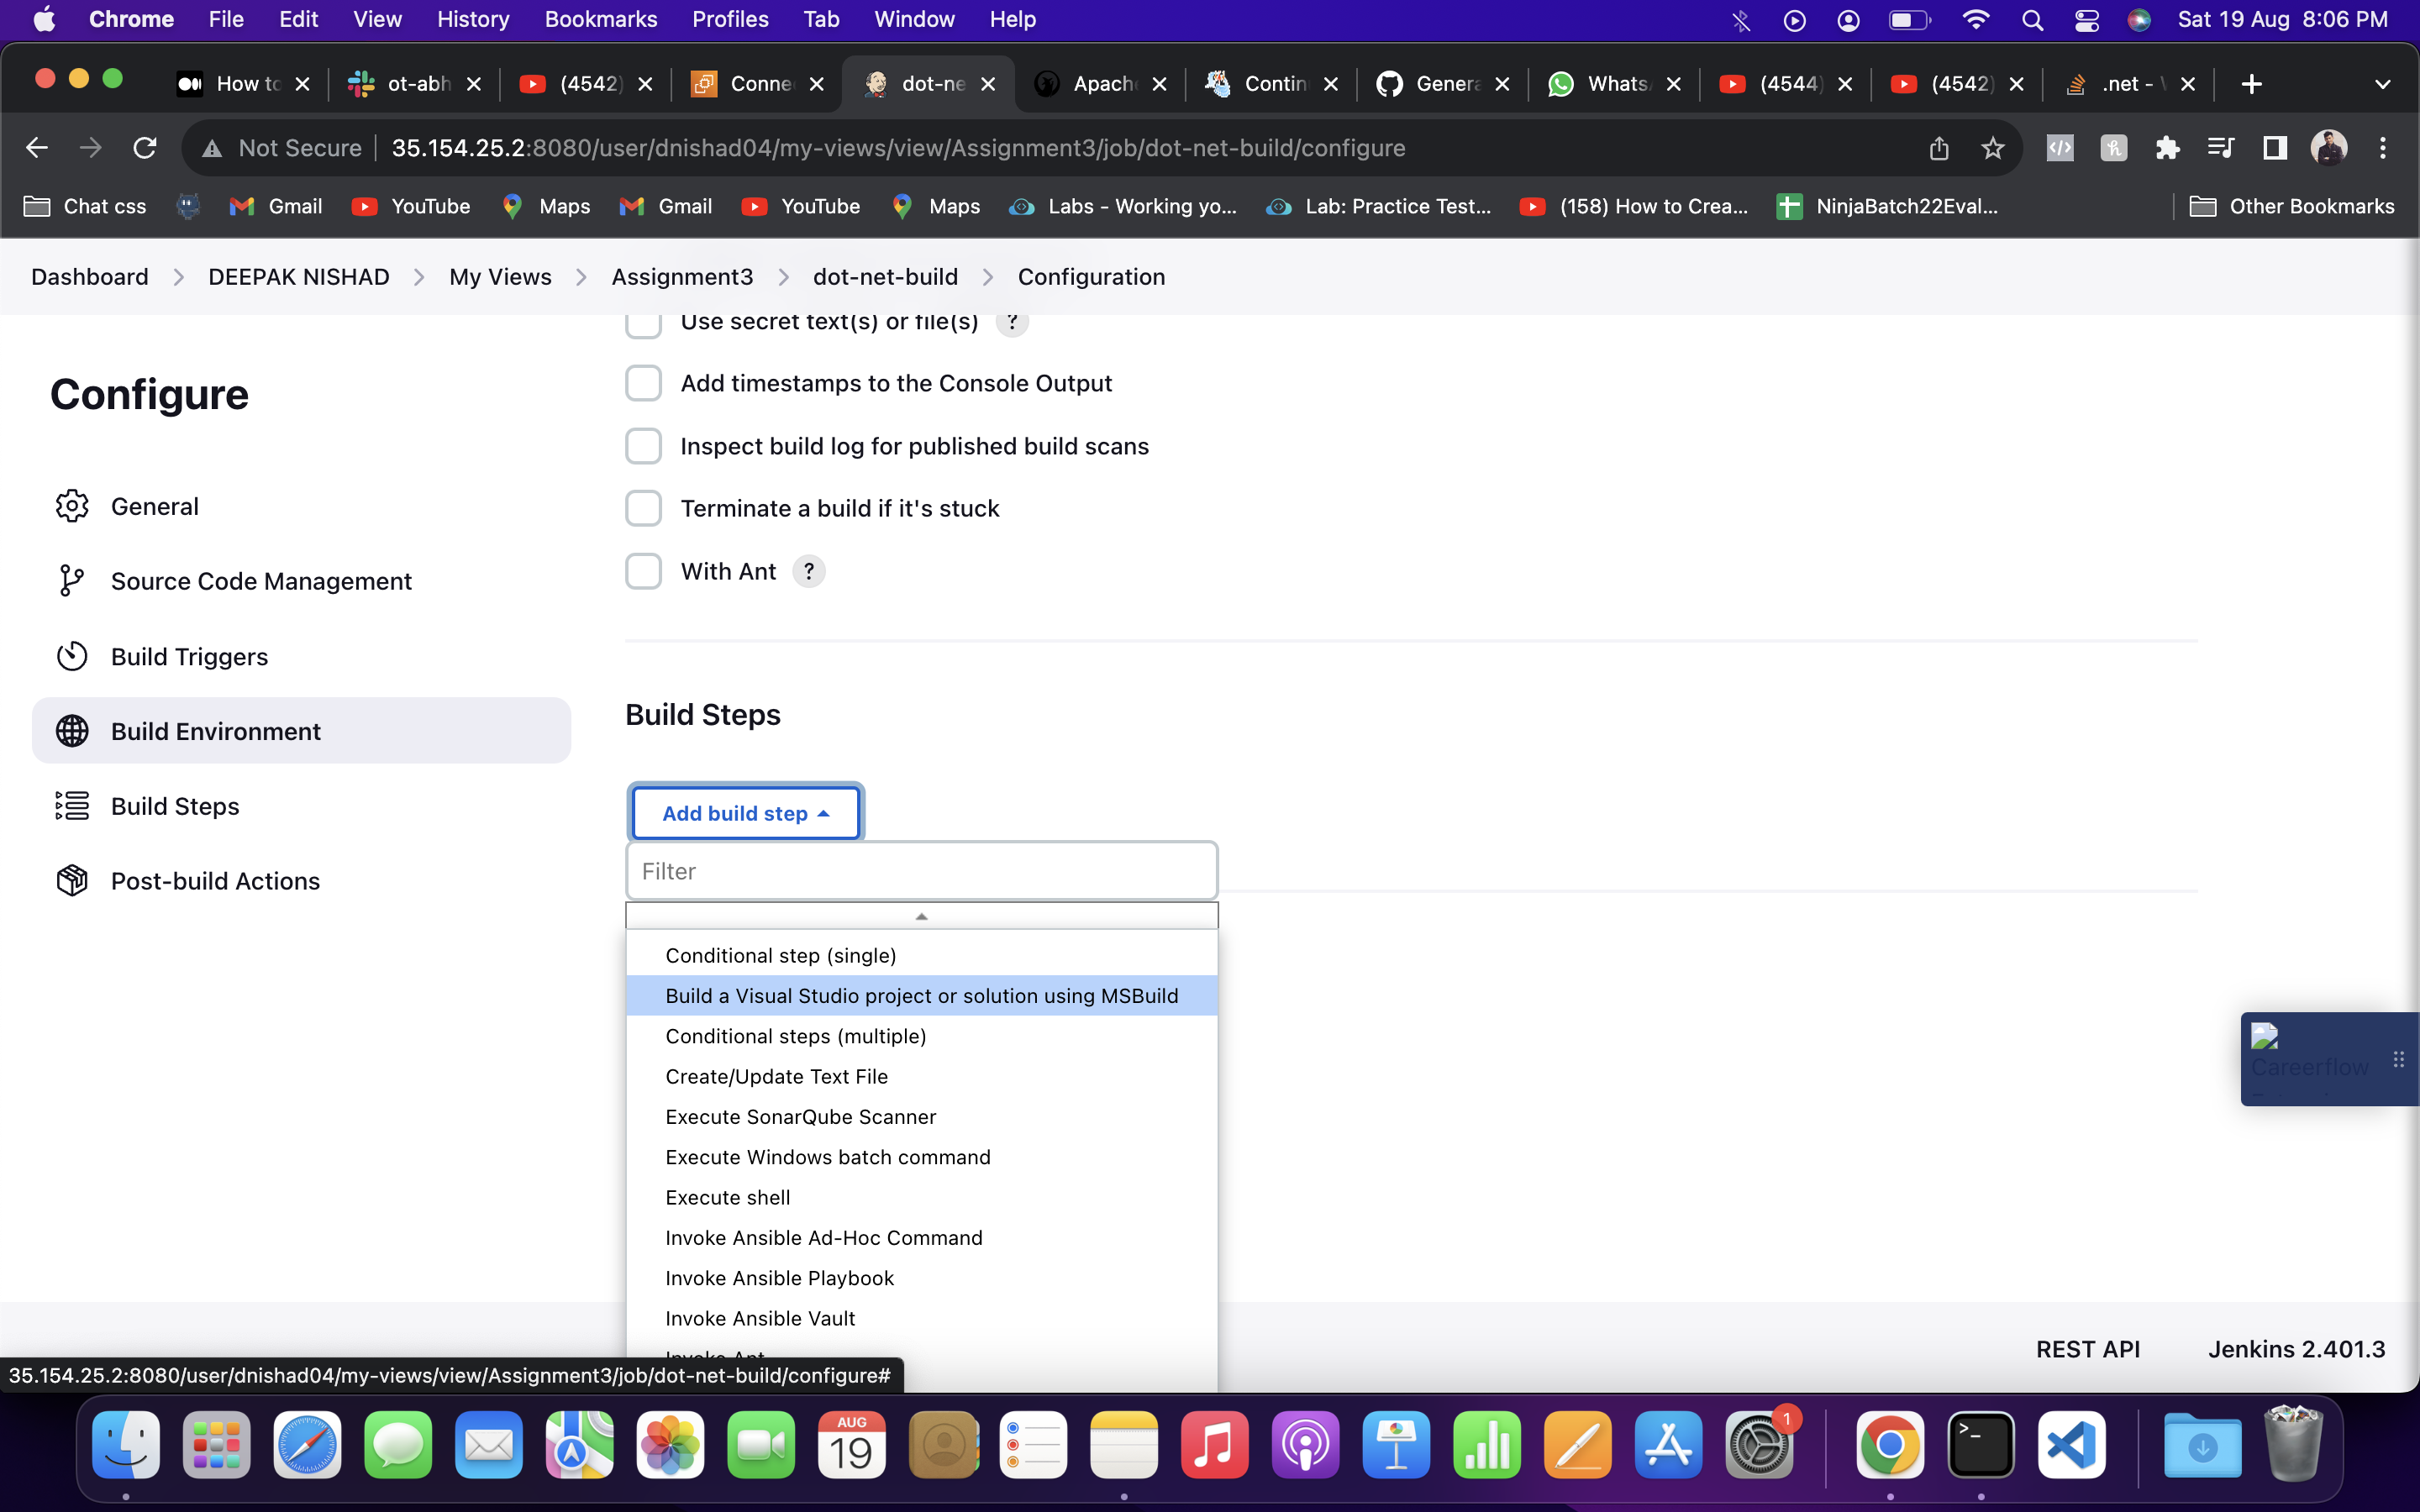 Chrome File Edit View History Bookmarks Profiles Tab Window Help Sat 19 Aug 8:06 PM
How to ot-abh (4542) Conne dot-ne Apach Contin Genera Whats (4544) (4542) .net -
Not Secure 35.154.25.2:8080/user/dnishad04/my-views/view/Assignment3/job/dot-net-build/configure
Chat css Gmail YouTube Maps Gmail YouTube Maps Labs - Working yo... Lab: Practice Test... (158) How to Crea... NinjaBatch22Eval... Other Bookmarks
Dashboard DEEPAK NISHAD My Views Assignment3 dot-net-build Configuration
Use secret text(s) or file(s) ?
Configure
Add timestamps to the Console Output
Inspect build log for published build scans
General
Terminate a build if it's stuck
Source Code Management
With Ant ?
Build Triggers
Build Environment
Build Steps
Build Steps
Post-build Actions
Add build step
Filter
Conditional step (single)
Build a Visual Studio project or solution using MSBuild
Conditional steps (multiple)
Create/Update Text File
Execute SonarQube Scanner
Execute Windows batch command
Execute shell
Invoke Ansible Ad-Hoc Command
Invoke Ansible Playbook
Invoke Ansible Vault
Invoke Ant
Careerflow
REST API Jenkins 2.401.3
35.154.25.2:8080/user/dnishad04/my-views/view/Assignment3/job/dot-net-build/configure#
AUG
19
1